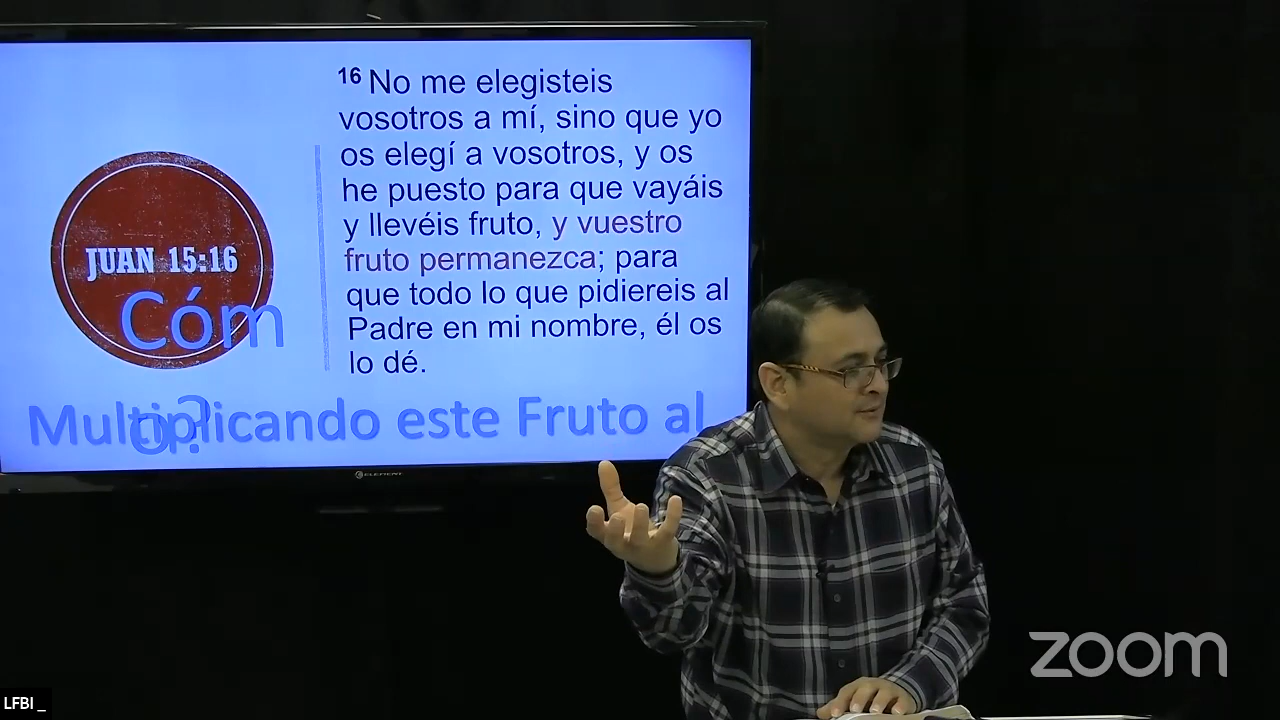 16 No me elegisteis
vosotros a mí, sino que yo
os elegí a vosotros, y os
he puesto para que vayáis
y llevéis fruto, y vuestro
fruto permanezca; para
que todo lo que pidiereis al
Padre en mi nombre, él os
lo dé.
JUAN 15:16
Cóm
o?
Multiplicando este Fruto al
ELEMENT
zoom
LFBI _